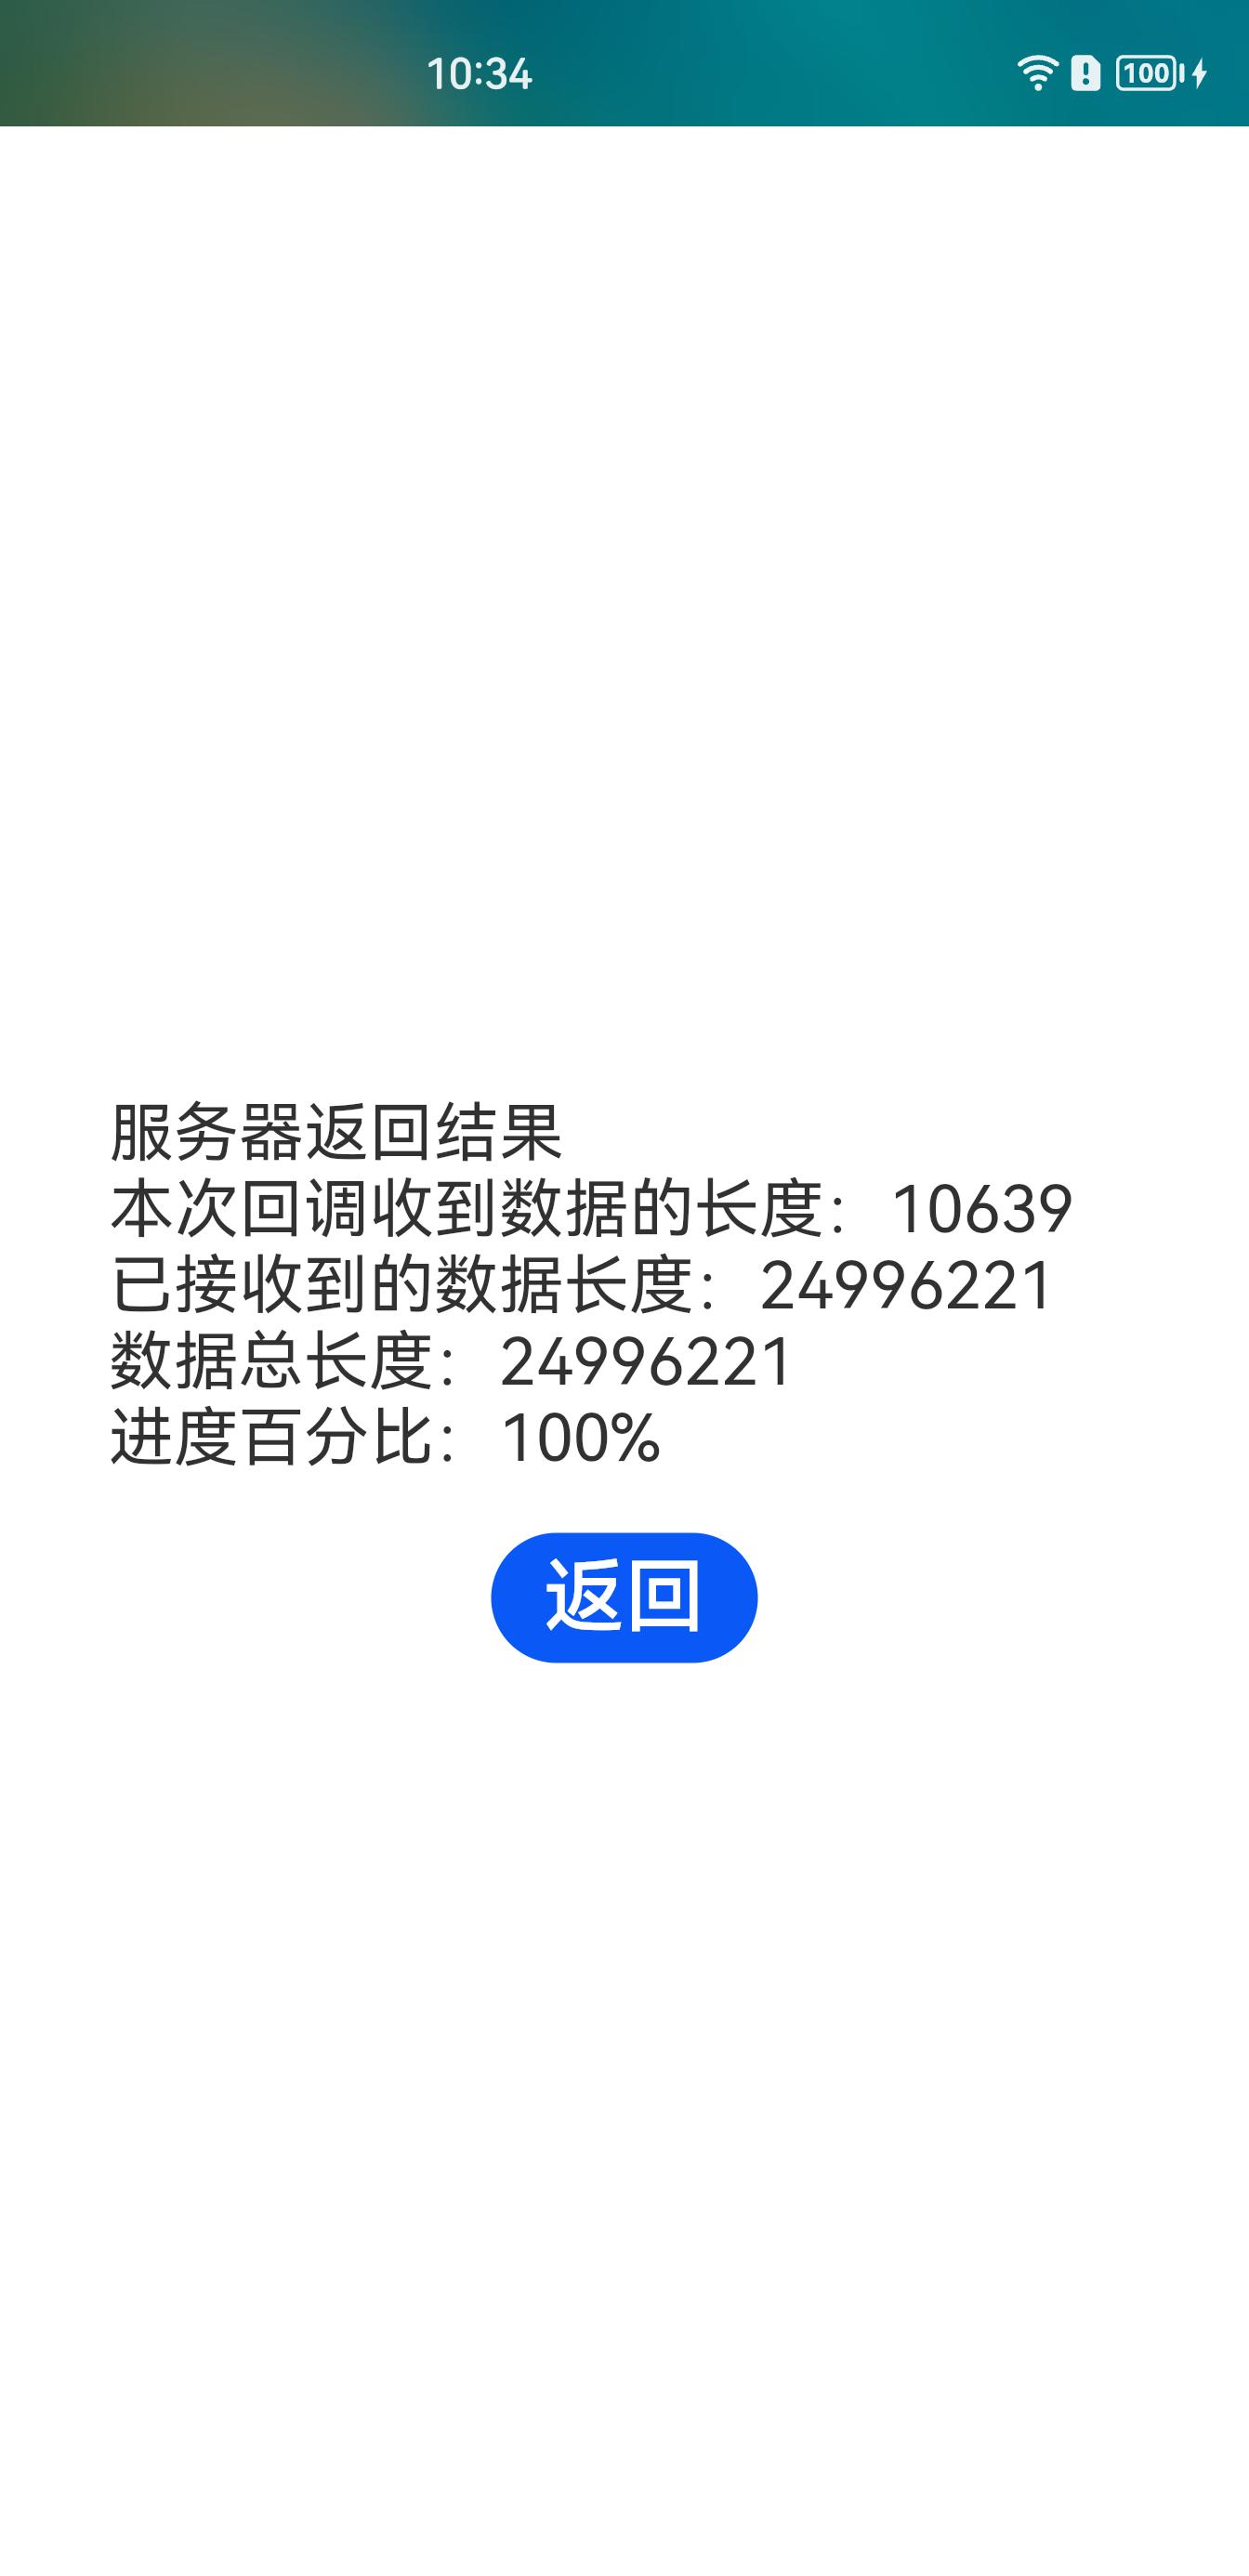 10:34
100
服务器返回结果
本次回调收到数据的长度：10639
已接收到的数据长度：24996221
数据总长度：24996221
进度百分比：100%
返回